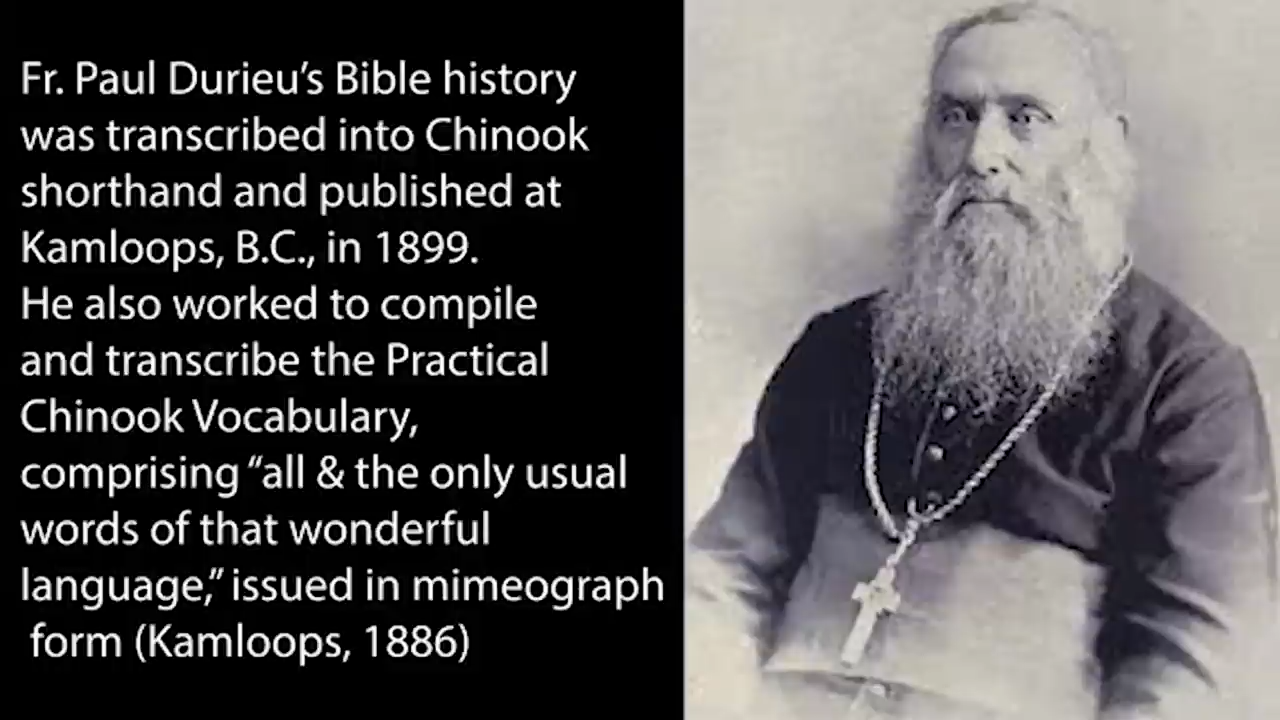 Fr. Paul Durieu’s Bible history
was transcribed into Chinook
shorthand and published at
Kamloops, B.C., in 1899.
He also worked to compile
and transcribe the Practical
Chinook Vocabulary,
comprising “all & the only usual
words of that wonderful
language,” issued in mimeograph
form (Kamloops, 1886)